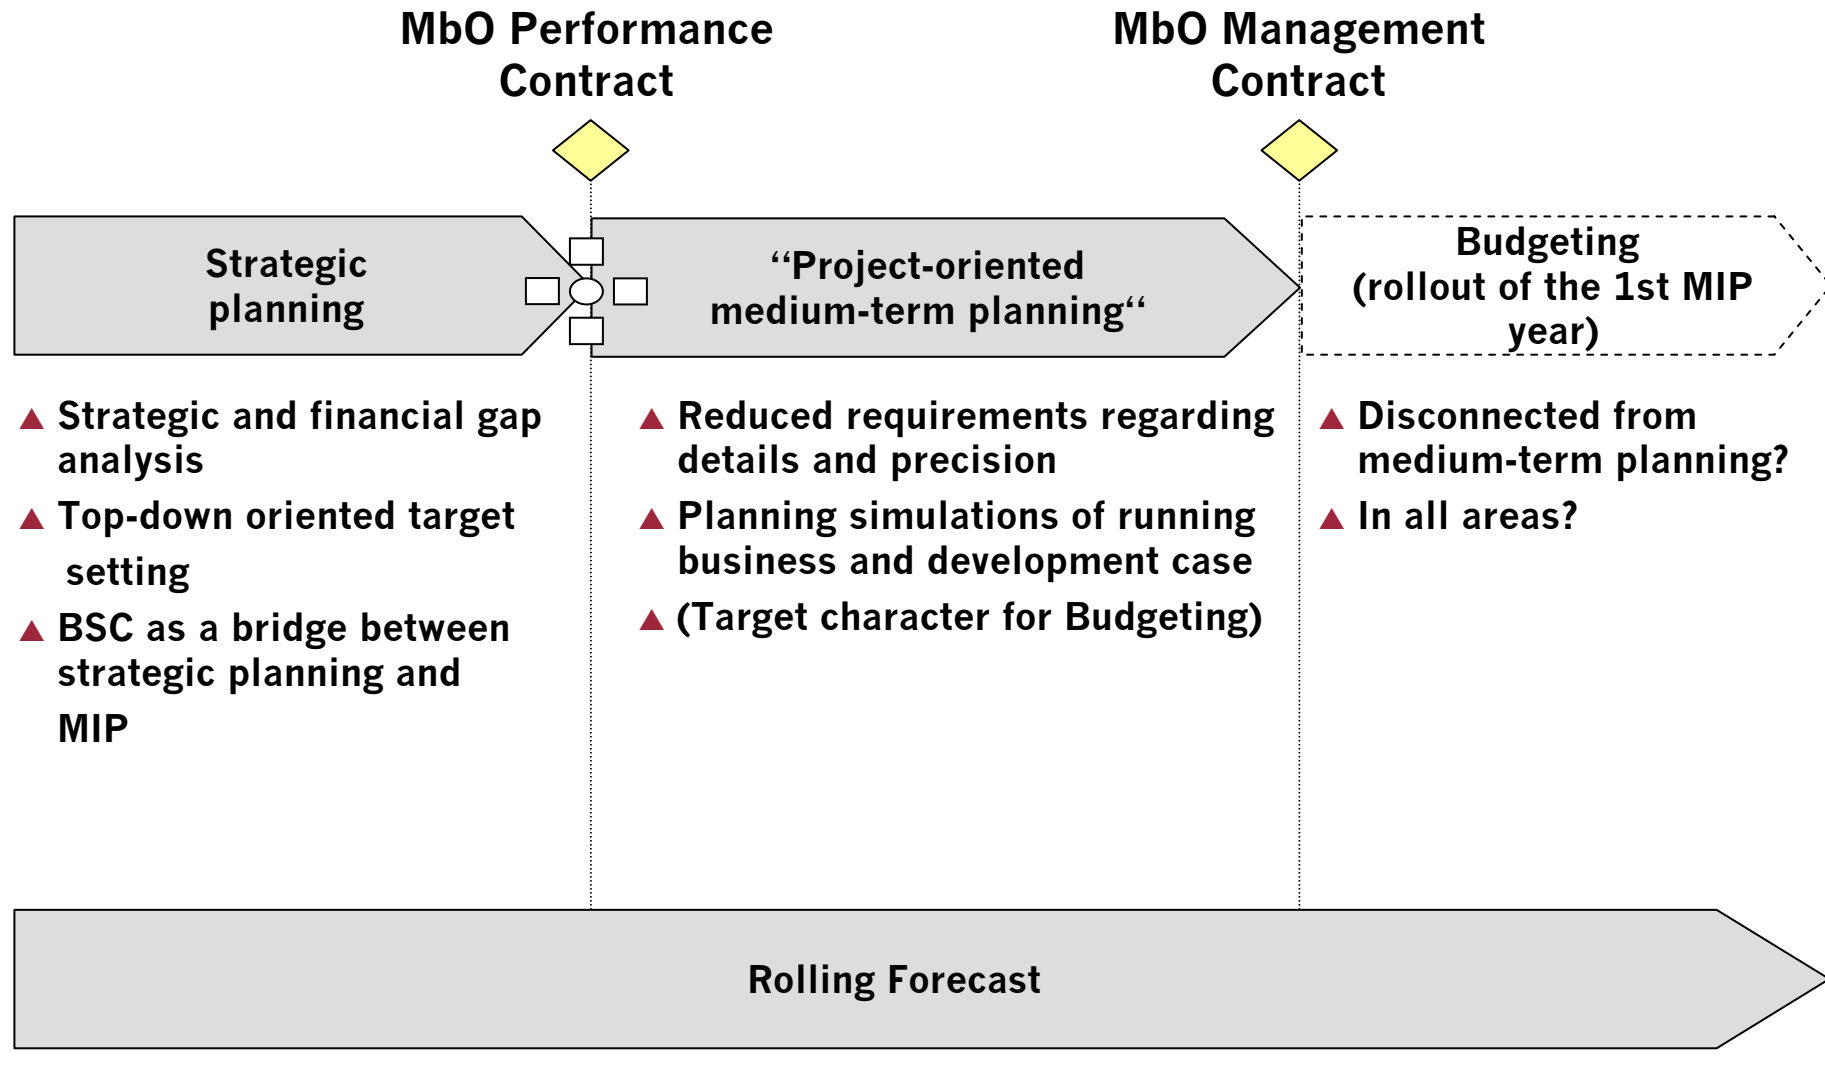 MbO Performance
Contract
MbO Management
Contract
Strategic
planning
“Project-oriented
medium-term planning“
Budgeting
(rollout of the 1st MIP
year)
▲ Strategic and financial gap
analysis
▲ Top-down oriented target
setting
▲ BSC as a bridge between
strategic planning and
MIP
▲ Reduced requirements regarding
details and precision
▲ Planning simulations of running
business and development case
▲ (Target character for Budgeting)
▲ Disconnected from
medium-term planning?
▲ In all areas?
Rolling Forecast